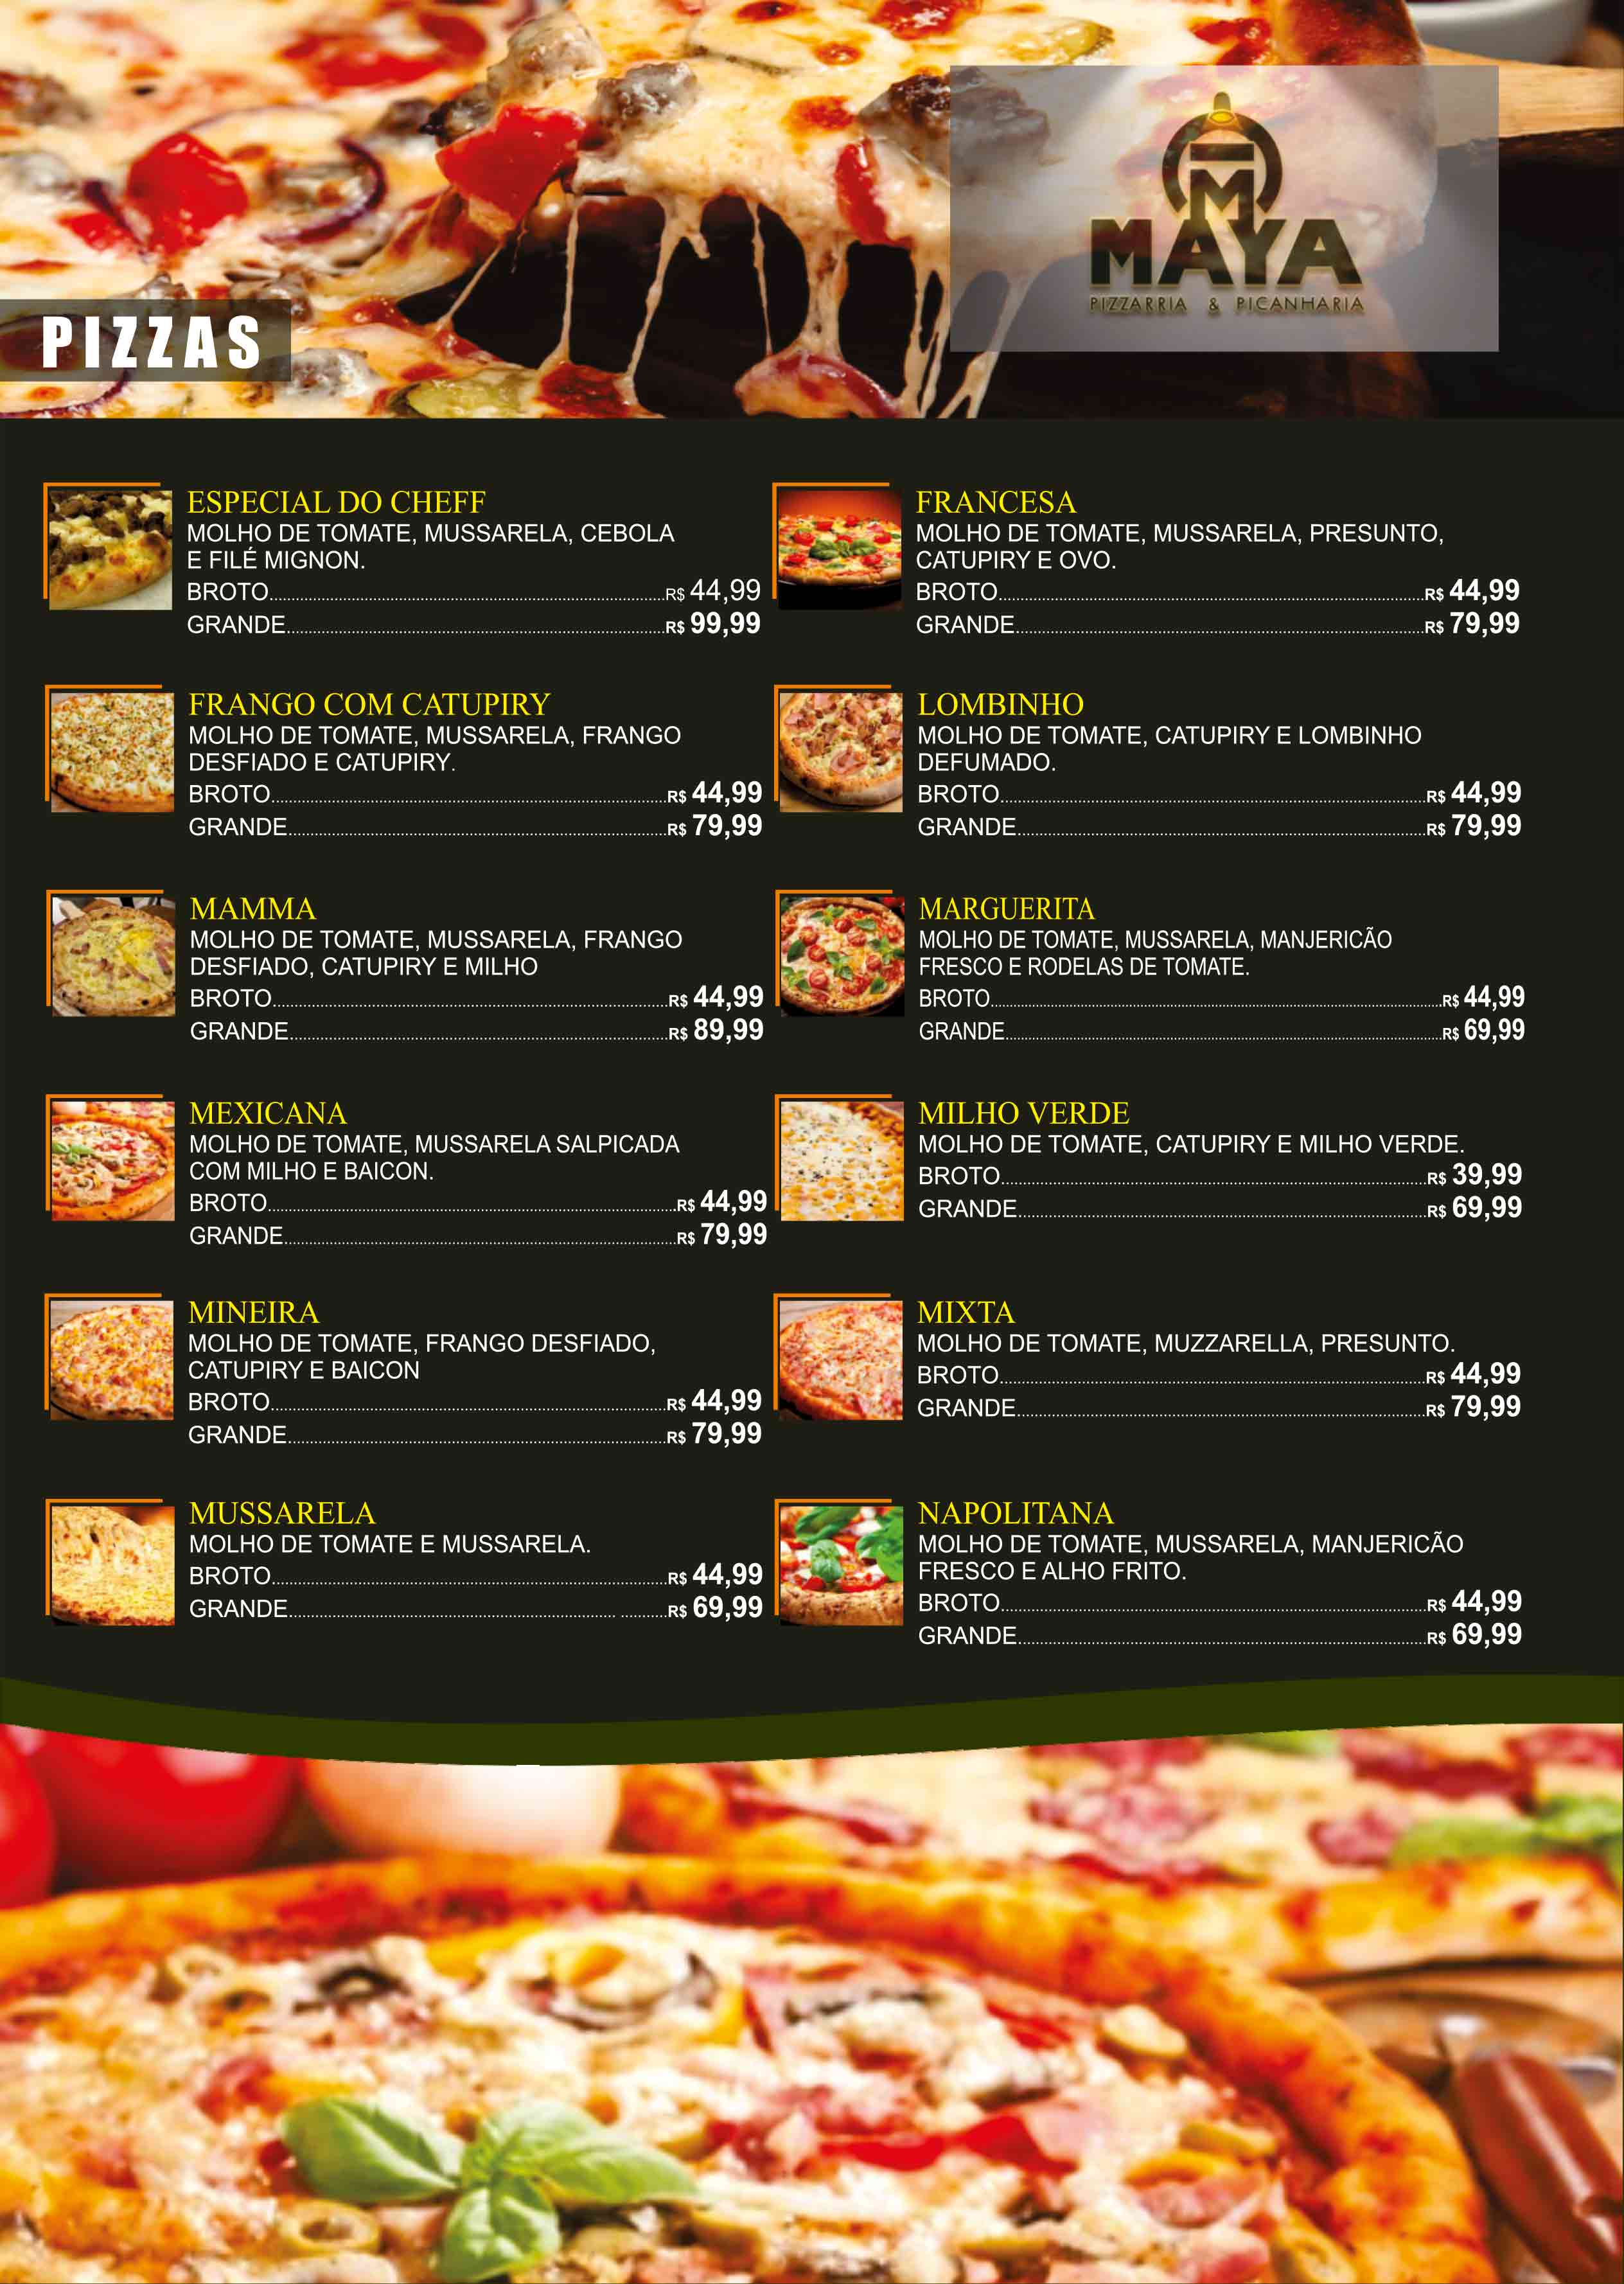 MAYA
PIZZARRIA & PICANHARIA
PIZZAS
ESPECIAL DO CHEFF
MOLHO DE TOMATE, MUSSARELA, CEBOLA
E FILÉ MIGNON.
BROTO R$ 44,99
GRANDE R$ 99,99
FRANCESA
MOLHO DE TOMATE, MUSSARELA, PRESUNTO,
CATUPIRY E OVO.
BROTO R$ 44,99
GRANDE R$ 79,99
FRANGO COM CATUPIRY
MOLHO DE TOMATE, MUSSARELA, FRANGO
DESFIADO E CATUPIRY.
BROTO R$ 44,99
GRANDE R$ 79,99
LOMBINHO
MOLHO DE TOMATE, CATUPIRY E LOMBINHO
DEFUMADO.
BROTO R$ 44,99
GRANDE R$ 79,99
MAMMA
MOLHO DE TOMATE, MUSSARELA, FRANGO
DESFIADO, CATUPIRY E MILHO
BROTO R$ 44,99
GRANDE R$ 89,99
MARGUERITA
MOLHO DE TOMATE, MUSSARELA, MANJERICÃO
FRESCO E RODELAS DE TOMATE.
BROTO R$ 44,99
GRANDE R$ 69,99
MEXICANA
MOLHO DE TOMATE, MUSSARELA SALPICADA
COM MILHO E BAICON.
BROTO R$ 44,99
GRANDE R$ 79,99
MILHO VERDE
MOLHO DE TOMATE, CATUPIRY E MILHO VERDE.
BROTO R$ 39,99
GRANDE R$ 69,99
MINEIRA
MOLHO DE TOMATE, FRANGO DESFIADO,
CATUPIRY E BAICON
BROTO R$ 44,99
GRANDE R$ 79,99
MIXTA
MOLHO DE TOMATE, MUZZARELLA, PRESUNTO.
BROTO R$ 44,99
GRANDE R$ 79,99
MUSSARELA
MOLHO DE TOMATE E MUSSARELA.
BROTO R$ 44,99
GRANDE R$ 69,99
NAPOLITANA
MOLHO DE TOMATE, MUSSARELA, MANJERICÃO
FRESCO E ALHO FRITO.
BROTO R$ 44,99
GRANDE R$ 69,99